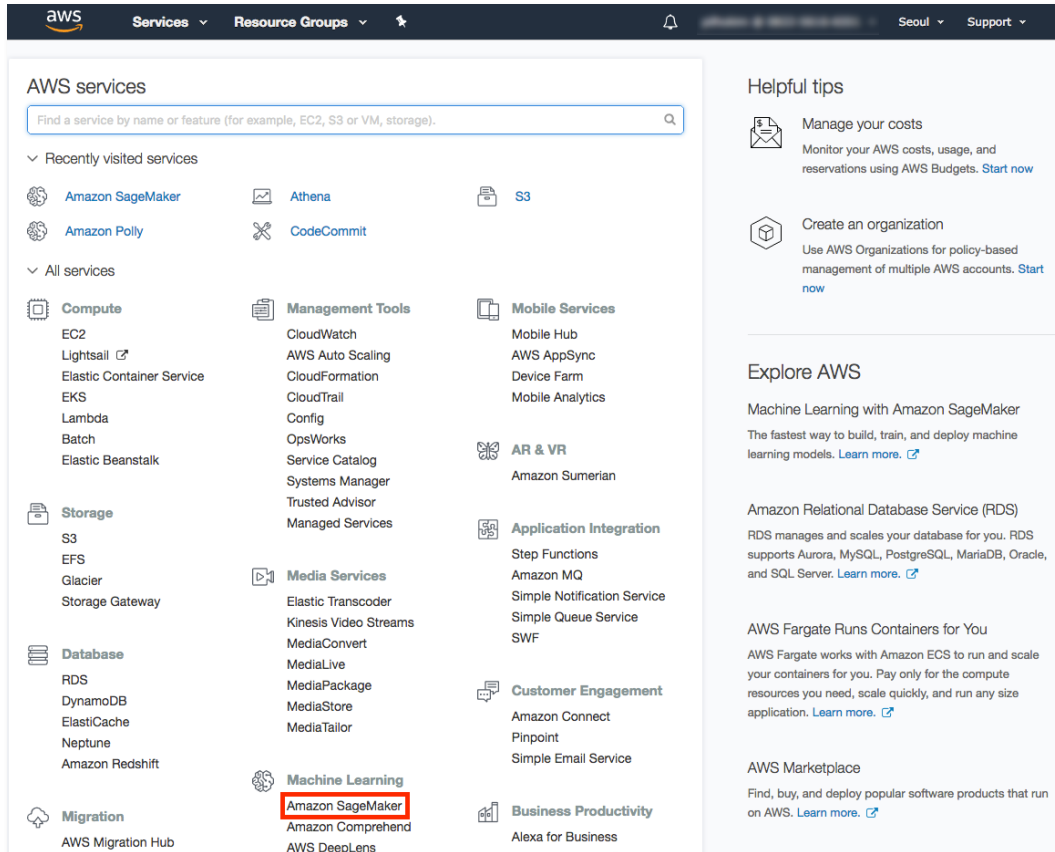 aws Services Resource Groups Seoul Support
AWS services
Find a service by name or feature (for example, EC2, S3 or VM, storage).
Recently visited services
Amazon SageMaker
Athena
S3
Amazon Polly
CodeCommit
All services
Compute
EC2
Lightsail
Elastic Container Service
EKS
Lambda
Batch
Elastic Beanstalk
Storage
S3
EFS
Glacier
Storage Gateway
Database
RDS
DynamoDB
ElastiCache
Neptune
Amazon Redshift
Migration
AWS Migration Hub
Management Tools
CloudWatch
AWS Auto Scaling
CloudFormation
CloudTrail
Config
OpsWorks
Service Catalog
Systems Manager
Trusted Advisor
Managed Services
Media Services
Elastic Transcoder
Kinesis Video Streams
MediaConvert
MediaLive
MediaPackage
MediaStore
MediaTailor
Machine Learning
Amazon SageMaker
Amazon Comprehend
AWS DeepLens
Mobile Services
Mobile Hub
AWS AppSync
Device Farm
Mobile Analytics
AR & VR
Amazon Sumerian
Application Integration
Step Functions
Amazon MQ
Simple Notification Service
Simple Queue Service
SWF
Customer Engagement
Amazon Connect
Pinpoint
Simple Email Service
Business Productivity
Alexa for Business
Helpful tips
Manage your costs
Monitor your AWS costs, usage, and
reservations using AWS Budgets. Start now
Create an organization
Use AWS Organizations for policy-based
management of multiple AWS accounts. Start
now
Explore AWS
Machine Learning with Amazon SageMaker
The fastest way to build, train, and deploy machine
learning models. Learn more.
Amazon Relational Database Service (RDS)
RDS manages and scales your database for you. RDS
supports Aurora, MySQL, PostgreSQL, MariaDB, Oracle,
and SQL Server. Learn more.
AWS Fargate Runs Containers for You
AWS Fargate works with Amazon ECS to run and scale
your containers for you. Pay only for the compute
resources you need, scale quickly, and run any size
application. Learn more.
AWS Marketplace
Find, buy, and deploy popular software products that run
on AWS. Learn more.